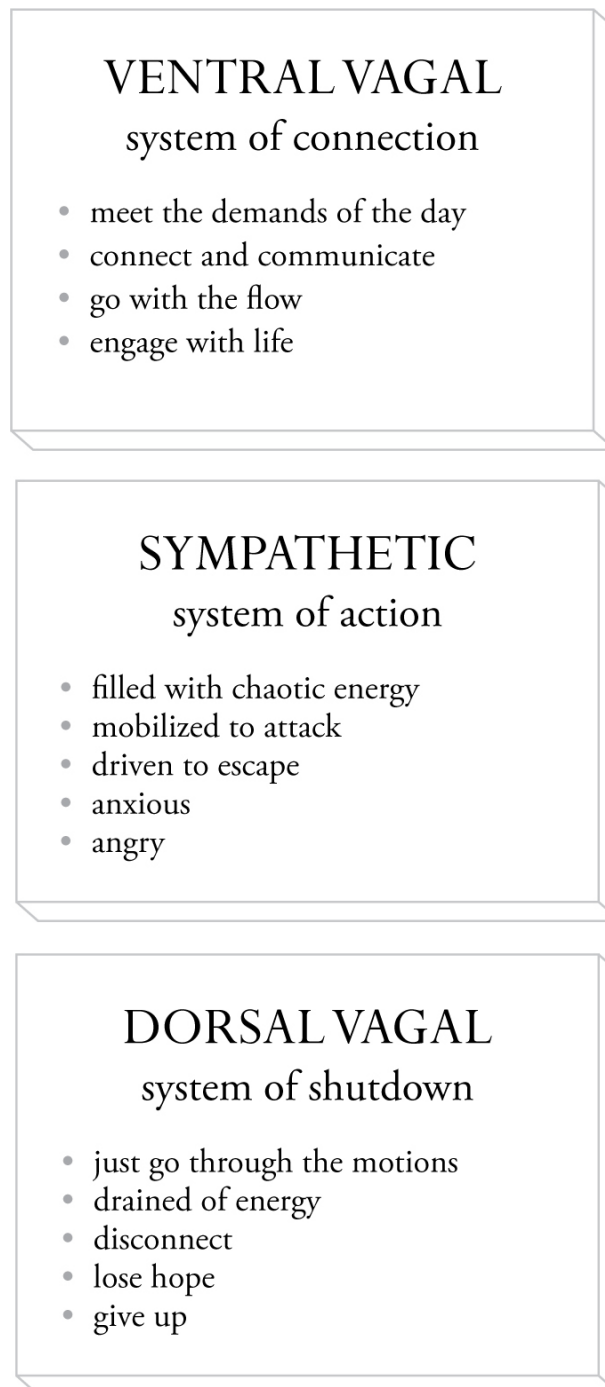 VENTRAL VAGAL
system of connection
• meet the demands of the day
• connect and communicate
• go with the flow
• engage with life
SYMPATHETIC
system of action
• filled with chaotic energy
• mobilized to attack
• driven to escape
• anxious
• angry
DORSAL VAGAL
system of shutdown
• just go through the motions
• drained of energy
• disconnect
• lose hope
• give up